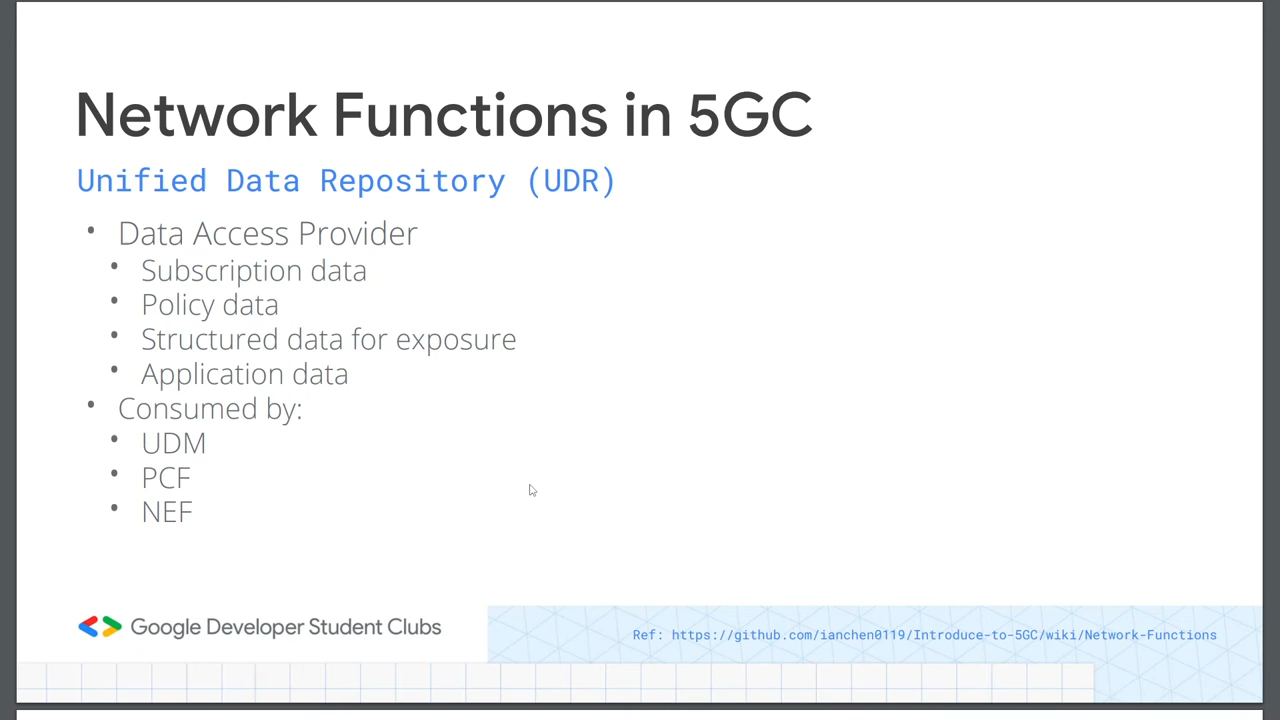 Network Functions in 5GC
Unified Data Repository (UDR)
• Data Access Provider
• Subscription data
• Policy data
• Structured data for exposure
• Application data
• Consumed by:
• UDM
• PCF
• NEF
Google Developer Student Clubs
Ref: https://github.com/ianchen0119/Introduce-to-5GC/wiki/Network-Functions